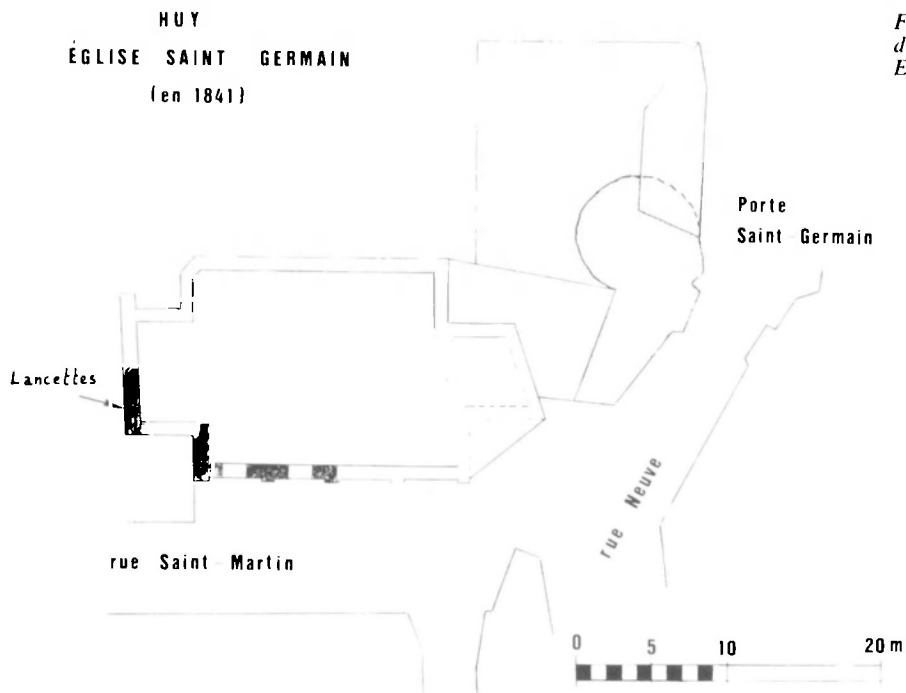 HUY
ÉGLISE SAINT GERMAIN
(en 1841)
F
d
E
Porte
Saint Germain
Lancettes
rue Neuve
rue Saint Martin
0 5 10 20 m